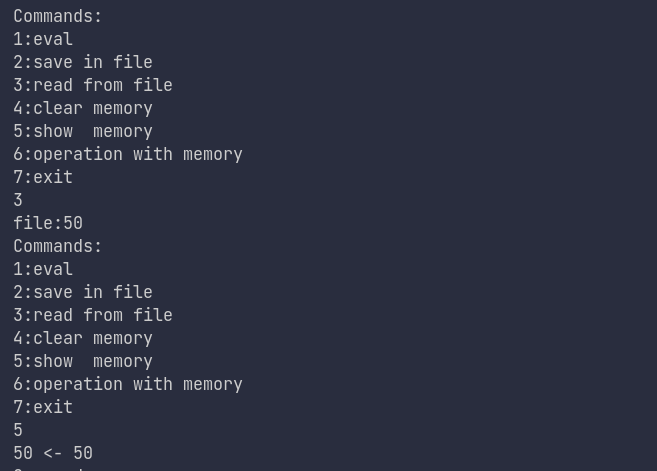 Commands:
1:eval
2:save in file
3:read from file
4:clear memory
5:show  memory
6:operation with memory
7:exit
3
file:50
Commands:
1:eval
2:save in file
3:read from file
4:clear memory
5:show  memory
6:operation with memory
7:exit
5
50 <- 50